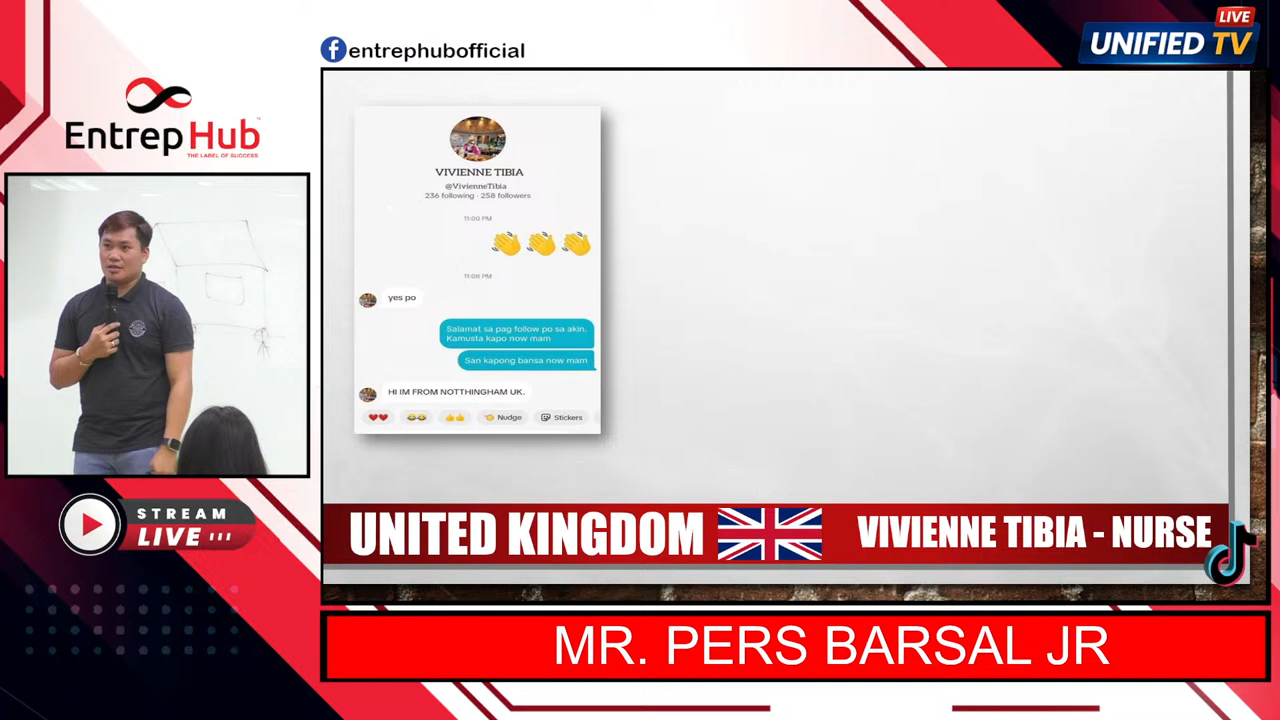 LIVE
UNIFIED TV
entrephubofficial
Entrep Hub
THE LABEL OF SUCCESS
VIVIENNE TIBIA
@VivienneTibia
236 following · 258 followers
11:00 PM
11:08 PM
yes po
Salamat sa pag follow po sa akin.
Kamusta kapo now mam
San kapong bansa now mam
HI IM FROM NOTTHINGHAM UK.
Nudge
Stickers
STREAM
LIVE
UNITED KINGDOM
VIVIENNE TIBIA - NURSE
MR. PERS BARSAL JR